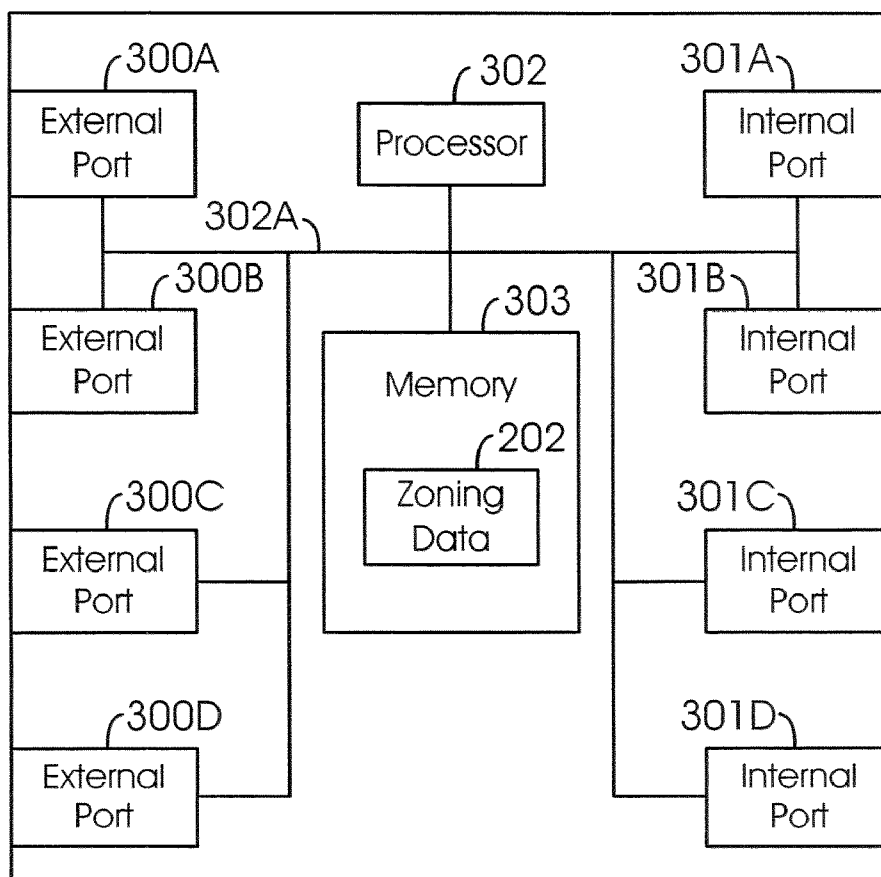 300A
302
301A
External
Port
Processor
Internal
Port
302A
300B
303
301B
External
Port
Memory
Internal
Port
202
Zoning
Data
300C
301C
External
Port
Internal
Port
300D
301D
External
Port
Internal
Port